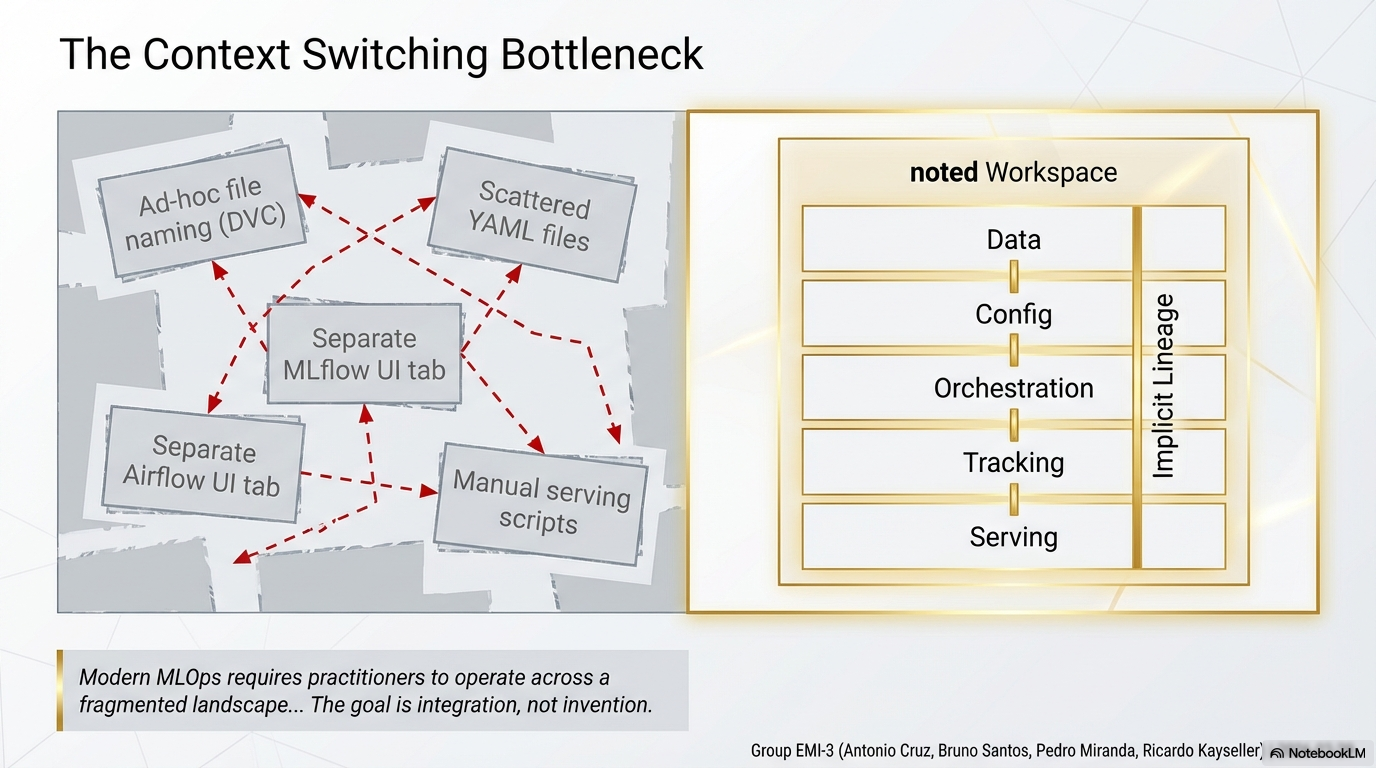 The Context Switching Bottleneck
Ad-hoc file
naming (DVC)
Scattered
YAML files
Separate
MLflow UI tab
Separate
Airflow UI tab
Manual serving
scripts
noted Workspace
Data
Config
Orchestration
Tracking
Serving
Implicit Lineage
Modern MLOps requires practitioners to operate across a
fragmented landscape... The goal is integration, not invention.
Group EMI-3 (Antonio Cruz, Bruno Santos, Pedro Miranda, Ricardo Kayseller)
NotebookLM